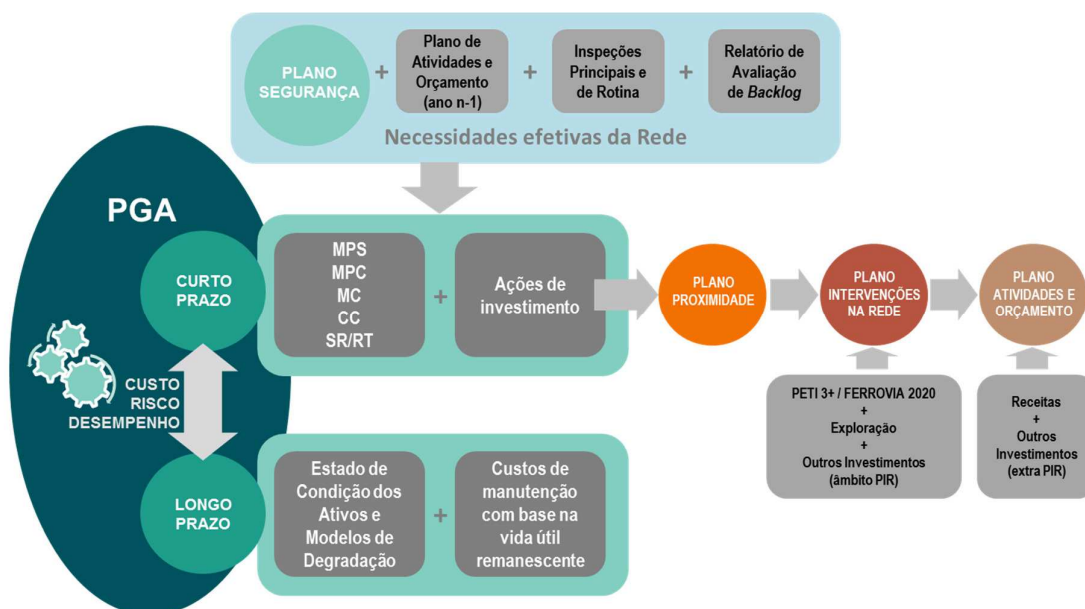 PLANO
SEGURANÇA
+
Plano de
Atividades e
Orçamento
(ano n-1)
+
Inspeções
Principais e
de Rotina
+
Relatório de
Avaliação
de Backlog
Necessidades efetivas da Rede
PGA
CURTO
PRAZO
MPS
MPC
MC
CC
SR/RT
+
Ações de
investimento
PLANO
PROXIMIDADE
PLANO
INTERVENÇÕES
NA REDE
PLANO
ATIVIDADES E
ORÇAMENTO
CUSTO
RISCO
DESEMPENHO
PETI 3+ / FERROVIA 2020
+
Exploração
+
Outros Investimentos
(âmbito PIR)
Receitas
+
Outros
Investimentos
(extra PIR)
LONGO
PRAZO
Estado de
Condição dos
Ativos e
Modelos de
Degradação
+
Custos de
manutenção
com base na
vida útil
remanescente